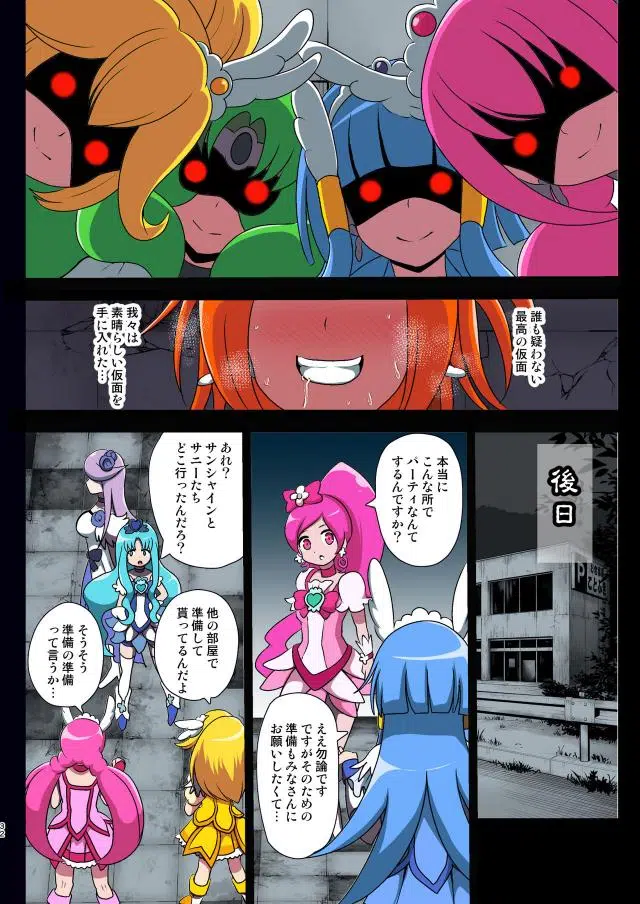 誰も疑わない
最高の仮面
我々は
素晴らしい仮面を
手に入れた…
後日
P
本当に
こんな所で
パーティなんて
するんですか?
ええ勿論です
ですがそのための
準備もみなさんに
お願いしたくて…
あれ?
サンシャインと
サニーたち
どこ行ったんだろ?
他の部屋で
準備して
貰ってるんだよ
そうそう
準備の準備
って言うか…
32